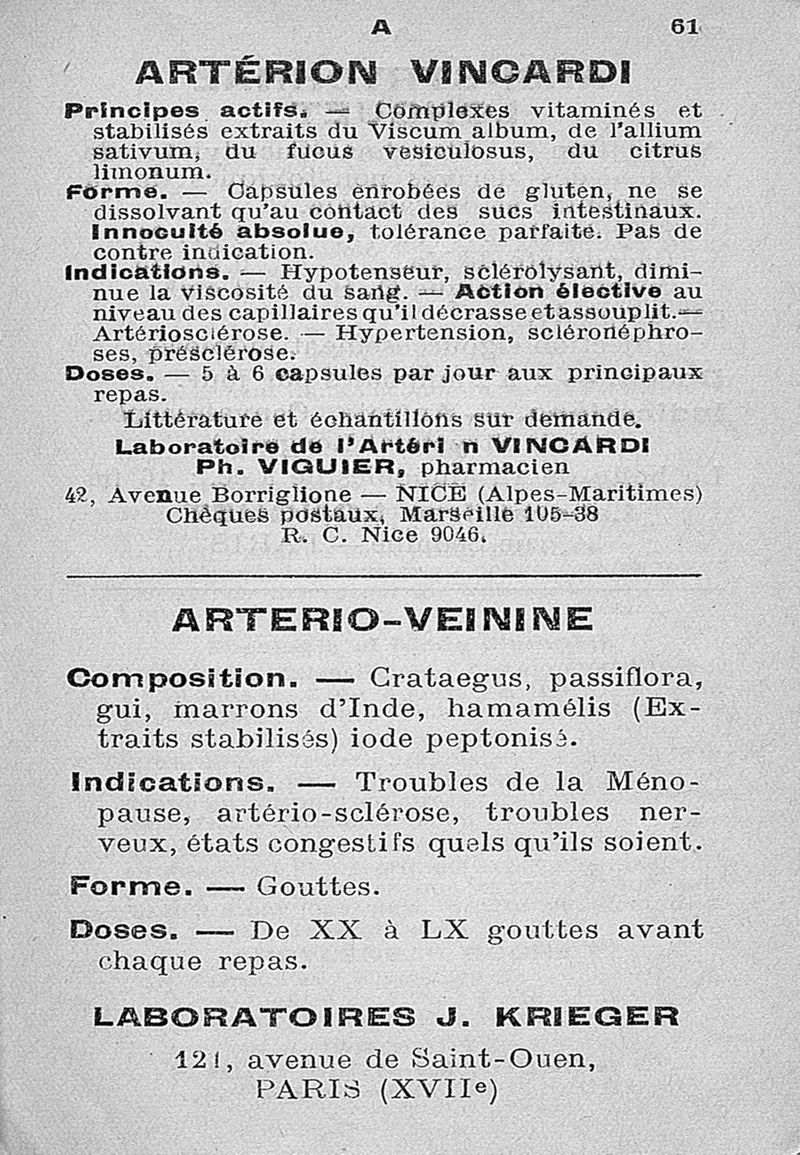 A 61
ARTÉRION VINCARDI
Principes actifs. — Complexes vitaminés et
stabilisés extraits du Viscum album, de l'allium
sativum, du fucus vesiculosus, du citrus
limonum.
Forme. — Capsules enrobées de gluten, ne se
dissolvant qu'au contact des sucs intestinaux.
Innocuité absolue, tolérance parfaite. Pas de
contre indication.
Indications. — Hypotenseur, sclérolysant, dimi-
nue la viscosité du sang. — Action élective au
niveau des capillaires qu'il décrasse et assouplit. —
Artériosclérose. — Hypertension, scléronéphro-
ses, présclérose.
Doses. — 5 à 6 capsules par jour aux principaux
repas.
Littérature et échantillons sur demande.
Laboratoire de l'Artéri n VINCARDI
Ph. VIGUIER, pharmacien
42, Avenue Borriglione — NICE (Alpes-Maritimes)
Chèques postaux, Marseille 105-38
R. C. Nice 9046.
ARTERIO-VEININE
Composition. — Crataegus, passiflora,
gui, marrons d'Inde, hamamélis (Ex-
traits stabilisés) iode peptonisé.
Indications. — Troubles de la Méno-
pause, artério-sclérose, troubles ner-
veux, états congestifs quels qu'ils soient.
Forme. — Gouttes.
Doses. — De XX à LX gouttes avant
chaque repas.
LABORATOIRES J. KRIEGER
121, avenue de Saint-Ouen,
PARIS (XVIIe)